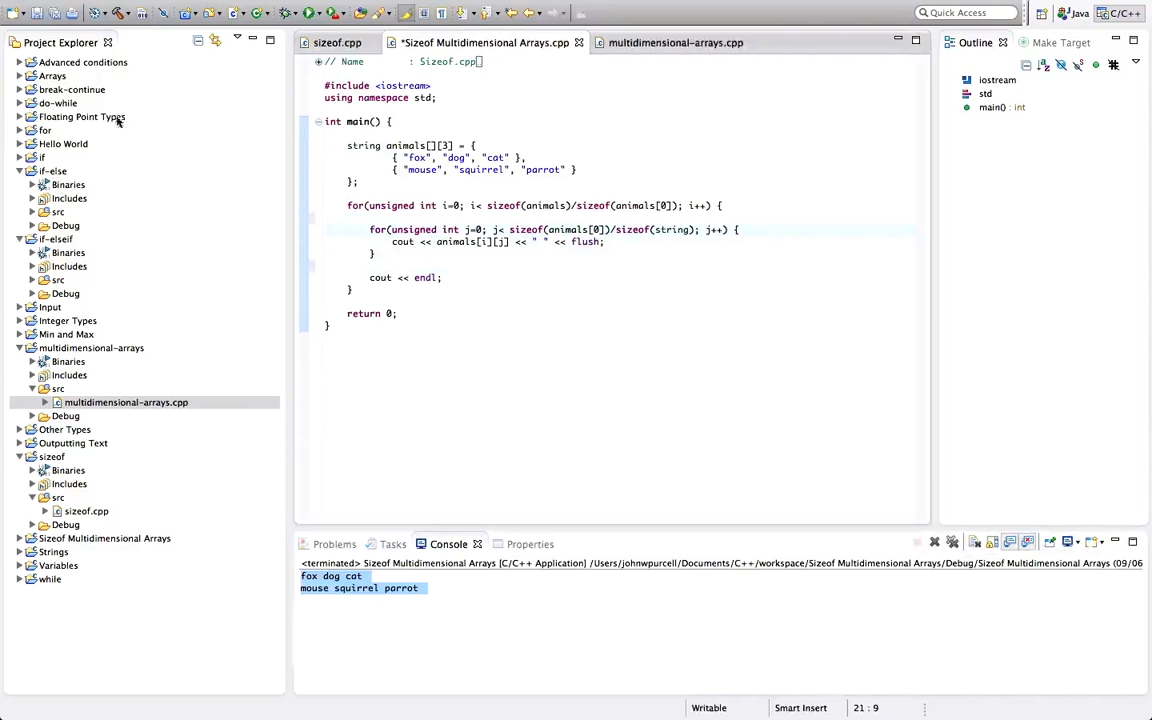 Quick Access
Java
C/C++
Project Explorer
Advanced conditions
Arrays
break-continue
do-while
Floating Point Types
for
Hello World
if
if-else
Binaries
Includes
src
Debug
if-elseif
Binaries
Includes
src
Debug
Input
Integer Types
Min and Max
multidimensional-arrays
Binaries
Includes
src
multidimensional-arrays.cpp
Debug
Other Types
Outputting Text
sizeof
Binaries
Includes
src
sizeof.cpp
Debug
Sizeof Multidimensional Arrays
Strings
Variables
while
sizeof.cpp
*Sizeof Multidimensional Arrays.cpp
multidimensional-arrays.cpp
// Name : Sizeof.cpp
#include <iostream>
using namespace std;
int main() {
string animals[][3] = {
{ "fox", "dog", "cat" },
{ "mouse", "squirrel", "parrot" }
};
for(unsigned int i=0; i< sizeof(animals)/sizeof(animals[0]); i++) {
for(unsigned int j=0; j< sizeof(animals[0])/sizeof(string); j++) {
cout << animals[i][j] << " " << flush;
}
cout << endl;
}
return 0;
}
Outline
Make Target
iostream
std
main() : int
Problems
Tasks
Console
Properties
<terminated> Sizeof Multidimensional Arrays [C/C++ Application] /Users/johnwpurcell/Documents/C++/workspace/Sizeof Multidimensional Arrays/Debug/Sizeof Multidimensional Arrays (09/06
fox dog cat
mouse squirrel parrot
Writable
Smart Insert
21 : 9